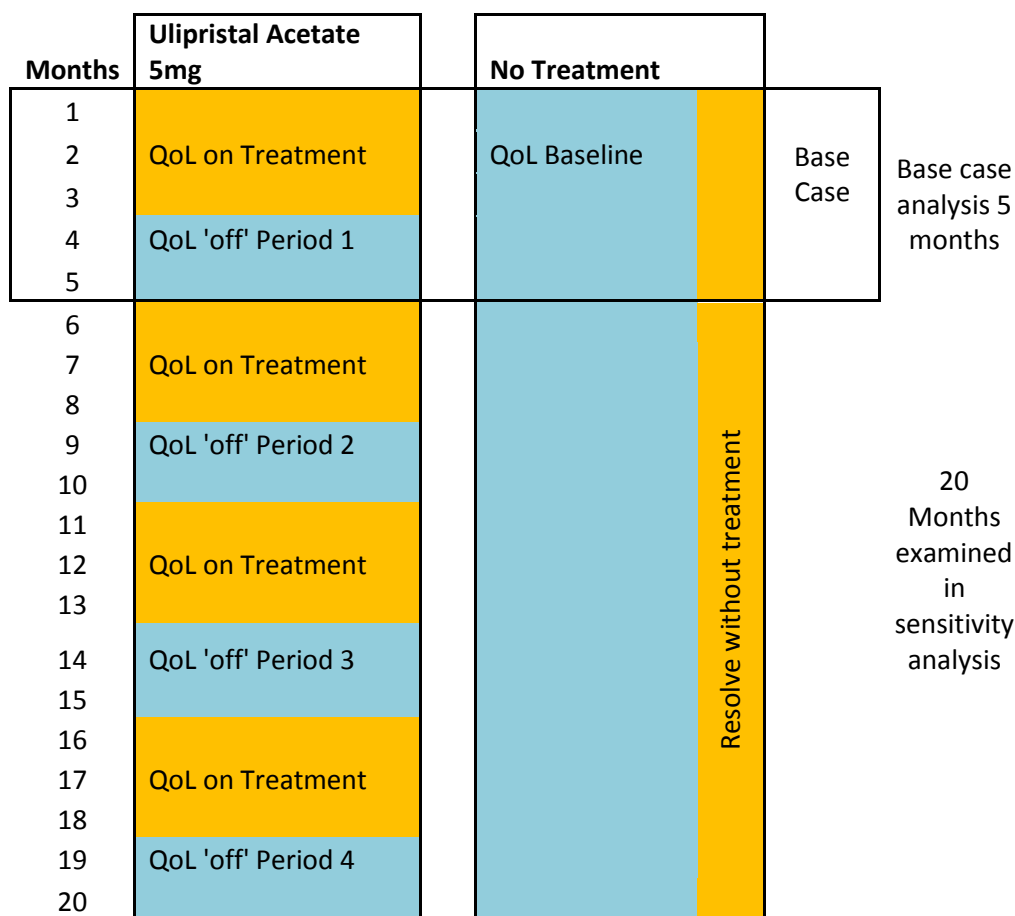 Ulipristal Acetate
Months 5mg No Treatment
1
2 QoL on Treatment QoL Baseline Base
Case
3
4 QoL 'off' Period 1
5
Base case
analysis 5
months
6
7 QoL on Treatment
8
9 QoL 'off' Period 2
10
11
12 QoL on Treatment
13
14 QoL 'off' Period 3
15
16
17 QoL on Treatment
18
19 QoL 'off' Period 4
20
Resolve without treatment
20
Months
examined
in
sensitivity
analysis